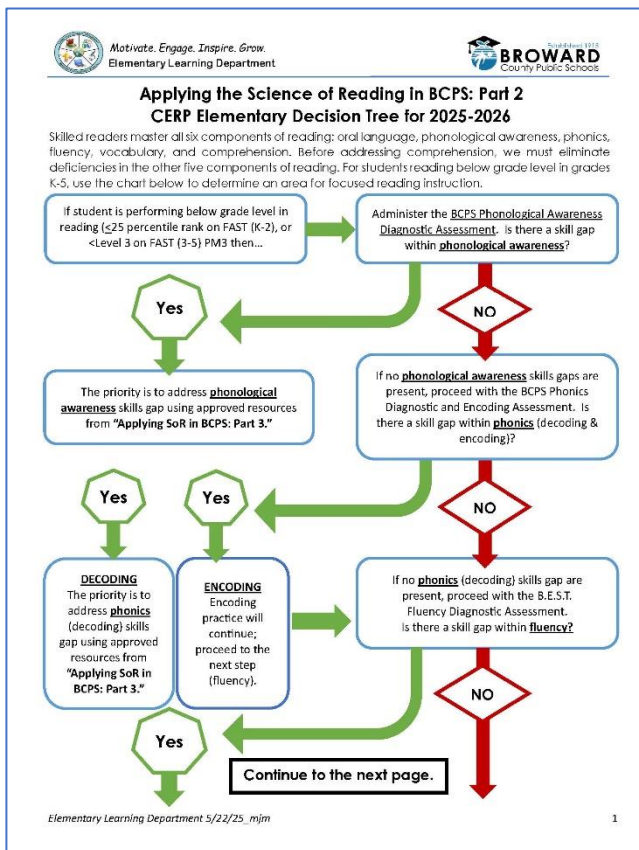 Motivate. Engage. Inspire. Grow.
Elementary Learning Department
Established 1915
BROWARD
County Public Schools
Applying the Science of Reading in BCPS: Part 2
CERP Elementary Decision Tree for 2025-2026
Skilled readers master all six components of reading: oral language, phonological awareness, phonics,
fluency, vocabulary, and comprehension. Before addressing comprehension, we must eliminate
deficiencies in the other five components of reading. For students reading below grade level in grades
K-5, use the chart below to determine an area for focused reading instruction.
If student is performing below grade level in
reading (<25 percentile rank on FAST (K-2), or
<Level 3 on FAST (3-5) PM3 then...
Administer the BCPS Phonological Awareness
Diagnostic Assessment. Is there a skill gap
within phonological awareness?
Yes
NO
The priority is to address phonological
awareness skills gap using approved resources
from "Applying SoR in BCPS: Part 3."
If no phonological awareness skills gaps are
present, proceed with the BCPS Phonics
Diagnostic and Encoding Assessment. Is
there a skill gap within phonics (decoding &
encoding)?
Yes
Yes
NO
DECODING
The priority is to
address phonics
(decoding) skills
gap using approved
resources from
"Applying SoR in
BCPS: Part 3."
ENCODING
Encoding
practice will
continue;
proceed to the
next step
(fluency).
If no phonics (decoding) skills gap are
present, proceed with the B.E.S.T.
Fluency Diagnostic Assessment.
Is there a skill gap within fluency?
Yes
NO
Continue to the next page.
Elementary Learning Department 5/22/25_mjm
1